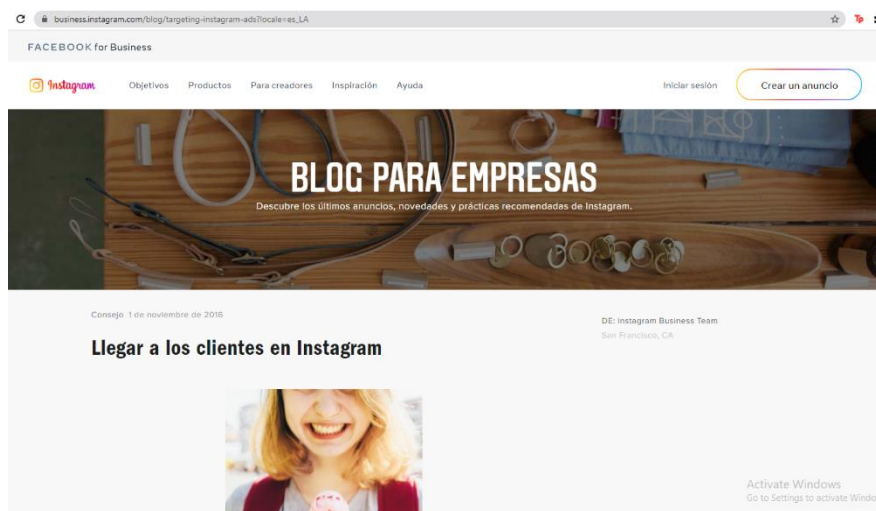 business.instagram.com/blog/targeting-instagram-ads?locale=es_LA
Tp
FACEBOOK for Business
Instagram
Objetivos Productos Para creadores Inspiración Ayuda Iniciar sesión Crear un anuncio
BLOG PARA EMPRESAS
Descubre los últimos anuncios, novedades y prácticas recomendadas de Instagram.
Consejo 1 de noviembre de 2016
DE: Instagram Business Team
San Francisco, CA
Llegar a los clientes en Instagram
Activate Windows
Go to Settings to activate Windo